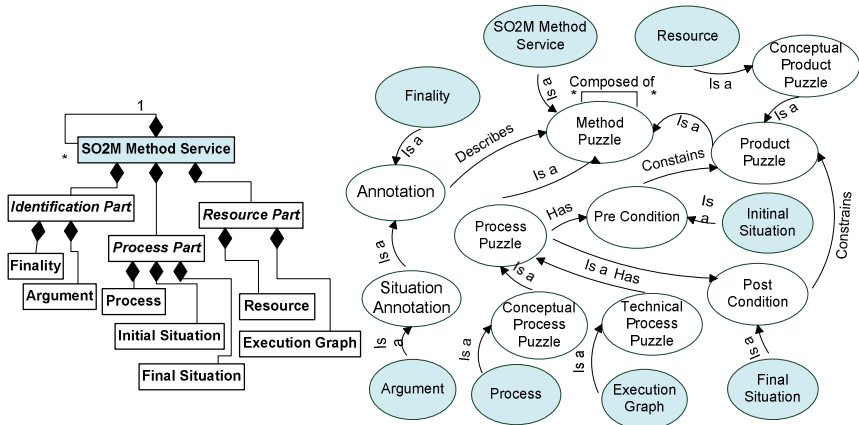 1
*
SO2M Method Service
Identification Part
Resource Part
Process Part
Finality
Argument
Process
Resource
Initial Situation
Execution Graph
Final Situation
SO2M Method
Service
Resource
Conceptual
Product
Puzzle
Is a
Is a
Is a
Composed of
*
*
Finality
Method
Puzzle
Is a
Product
Puzzle
Is a
Describes
Constains
Is a
Annotation
Has
Pre Condition
Is
a
Initinal
Situation
Process
Puzzle
Constrains
Is a
Is a
Is a
Has
Situation
Annotation
Conceptual
Process
Puzzle
Technical
Process
Puzzle
Post
Condition
Is
a
Is a
Is a
Is a
Argument
Process
Execution
Graph
Final
Situation